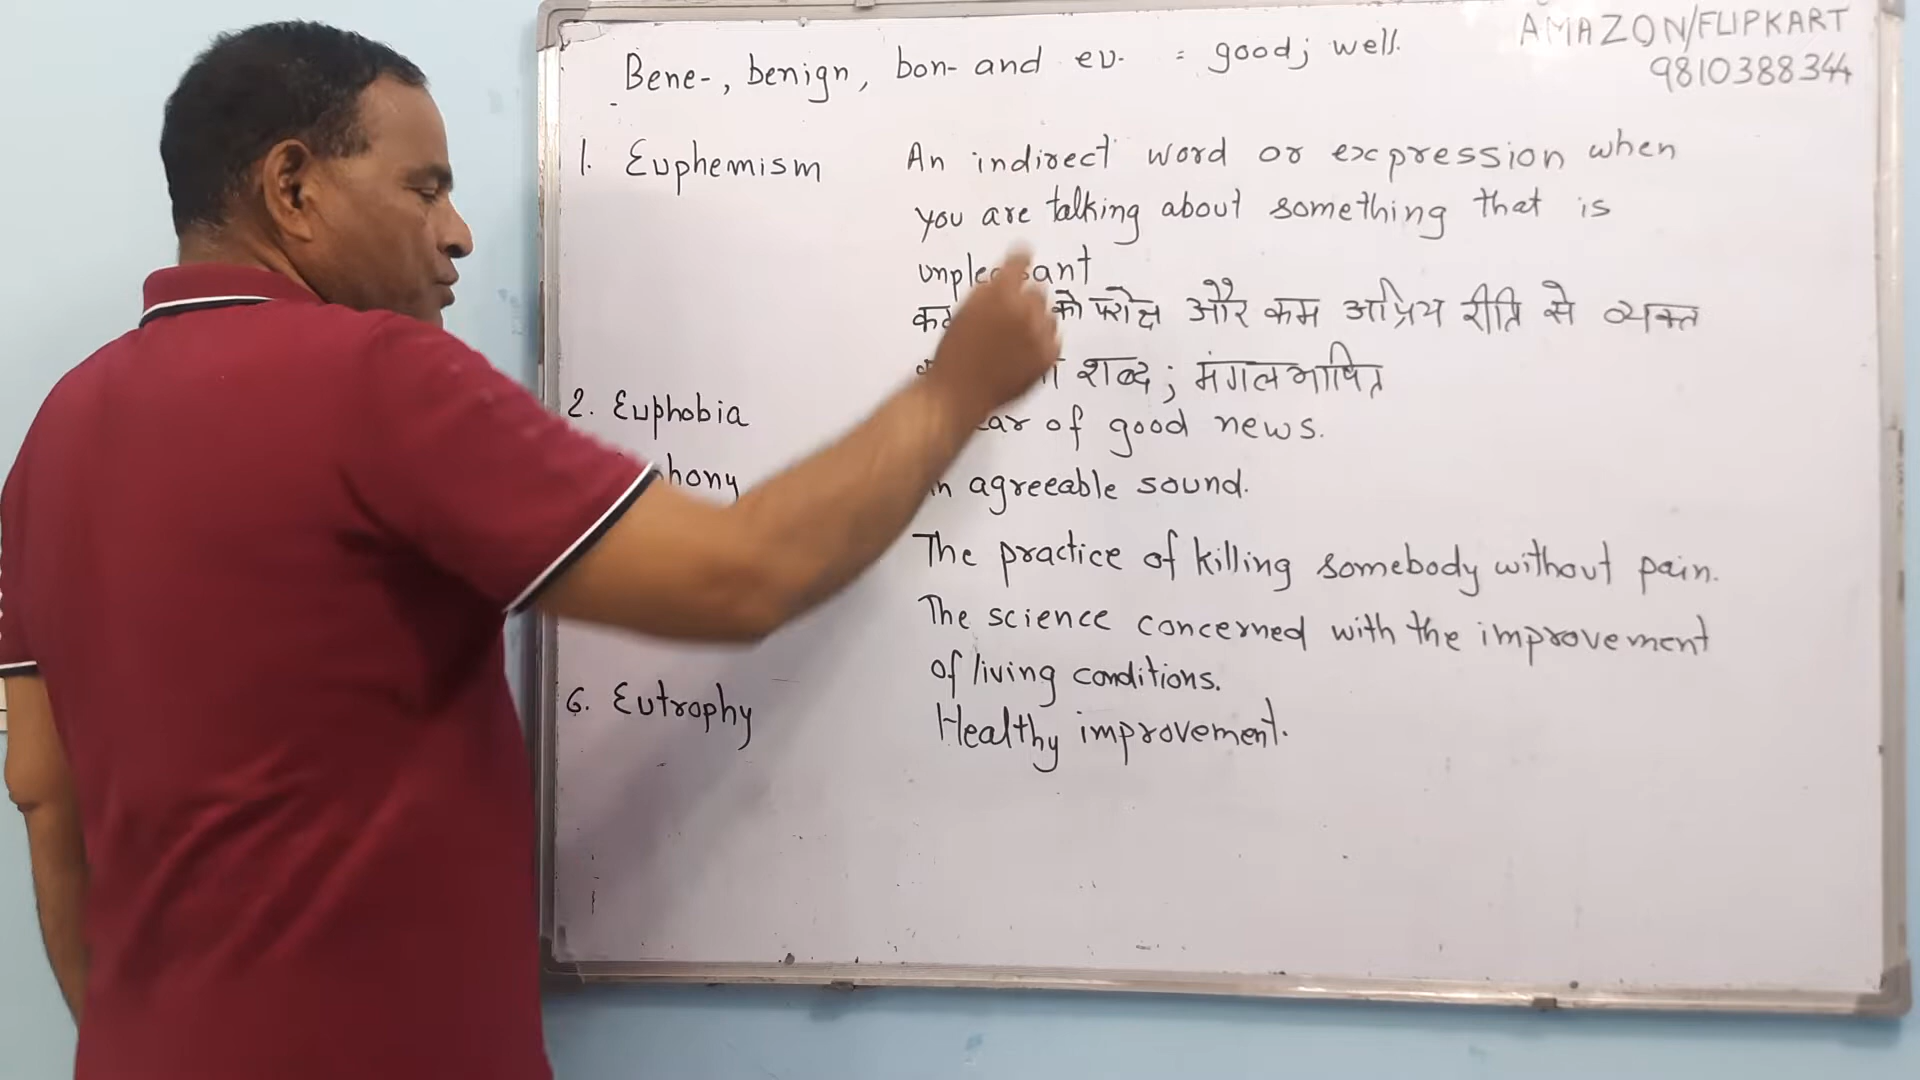 AMAZON/FLIPKART
9810388344
Bene-, benign, bon- and eu- = good; well.
1. Euphemism An indirect word or expression when
you are talking about something that is
को परोक्ष और कम अप्रिय रीति से व्यक्त
शब्द; मंगलभाषित
2. Euphobia of good news.
agreeable sound.
The practice of killing somebody without pain.
The science concerned with the improvement
of living conditions.
6. Eutrophy Healthy improvement.